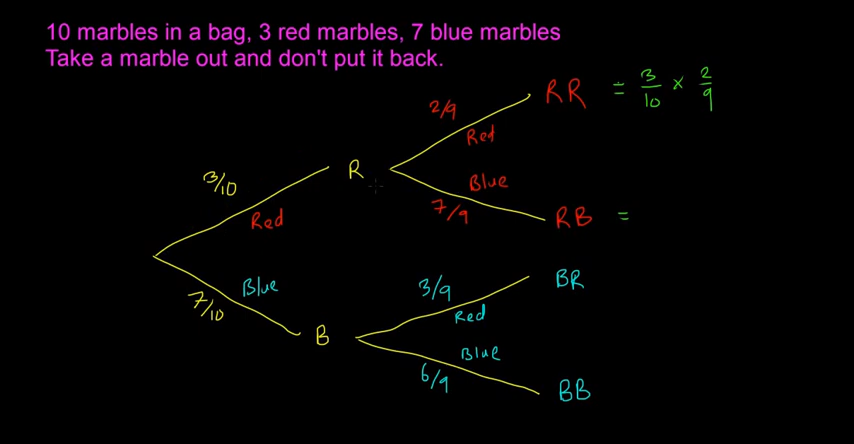 10 marbles in a bag, 3 red marbles, 7 blue marbles
Take a marble out and don't put it back.
RR = 3/10 × 2/9
2/9
Red
3/10
R
Blue
Red
7/9
RB =
Blue
3/9
BR
7/10
Red
B
Blue
6/9
BB